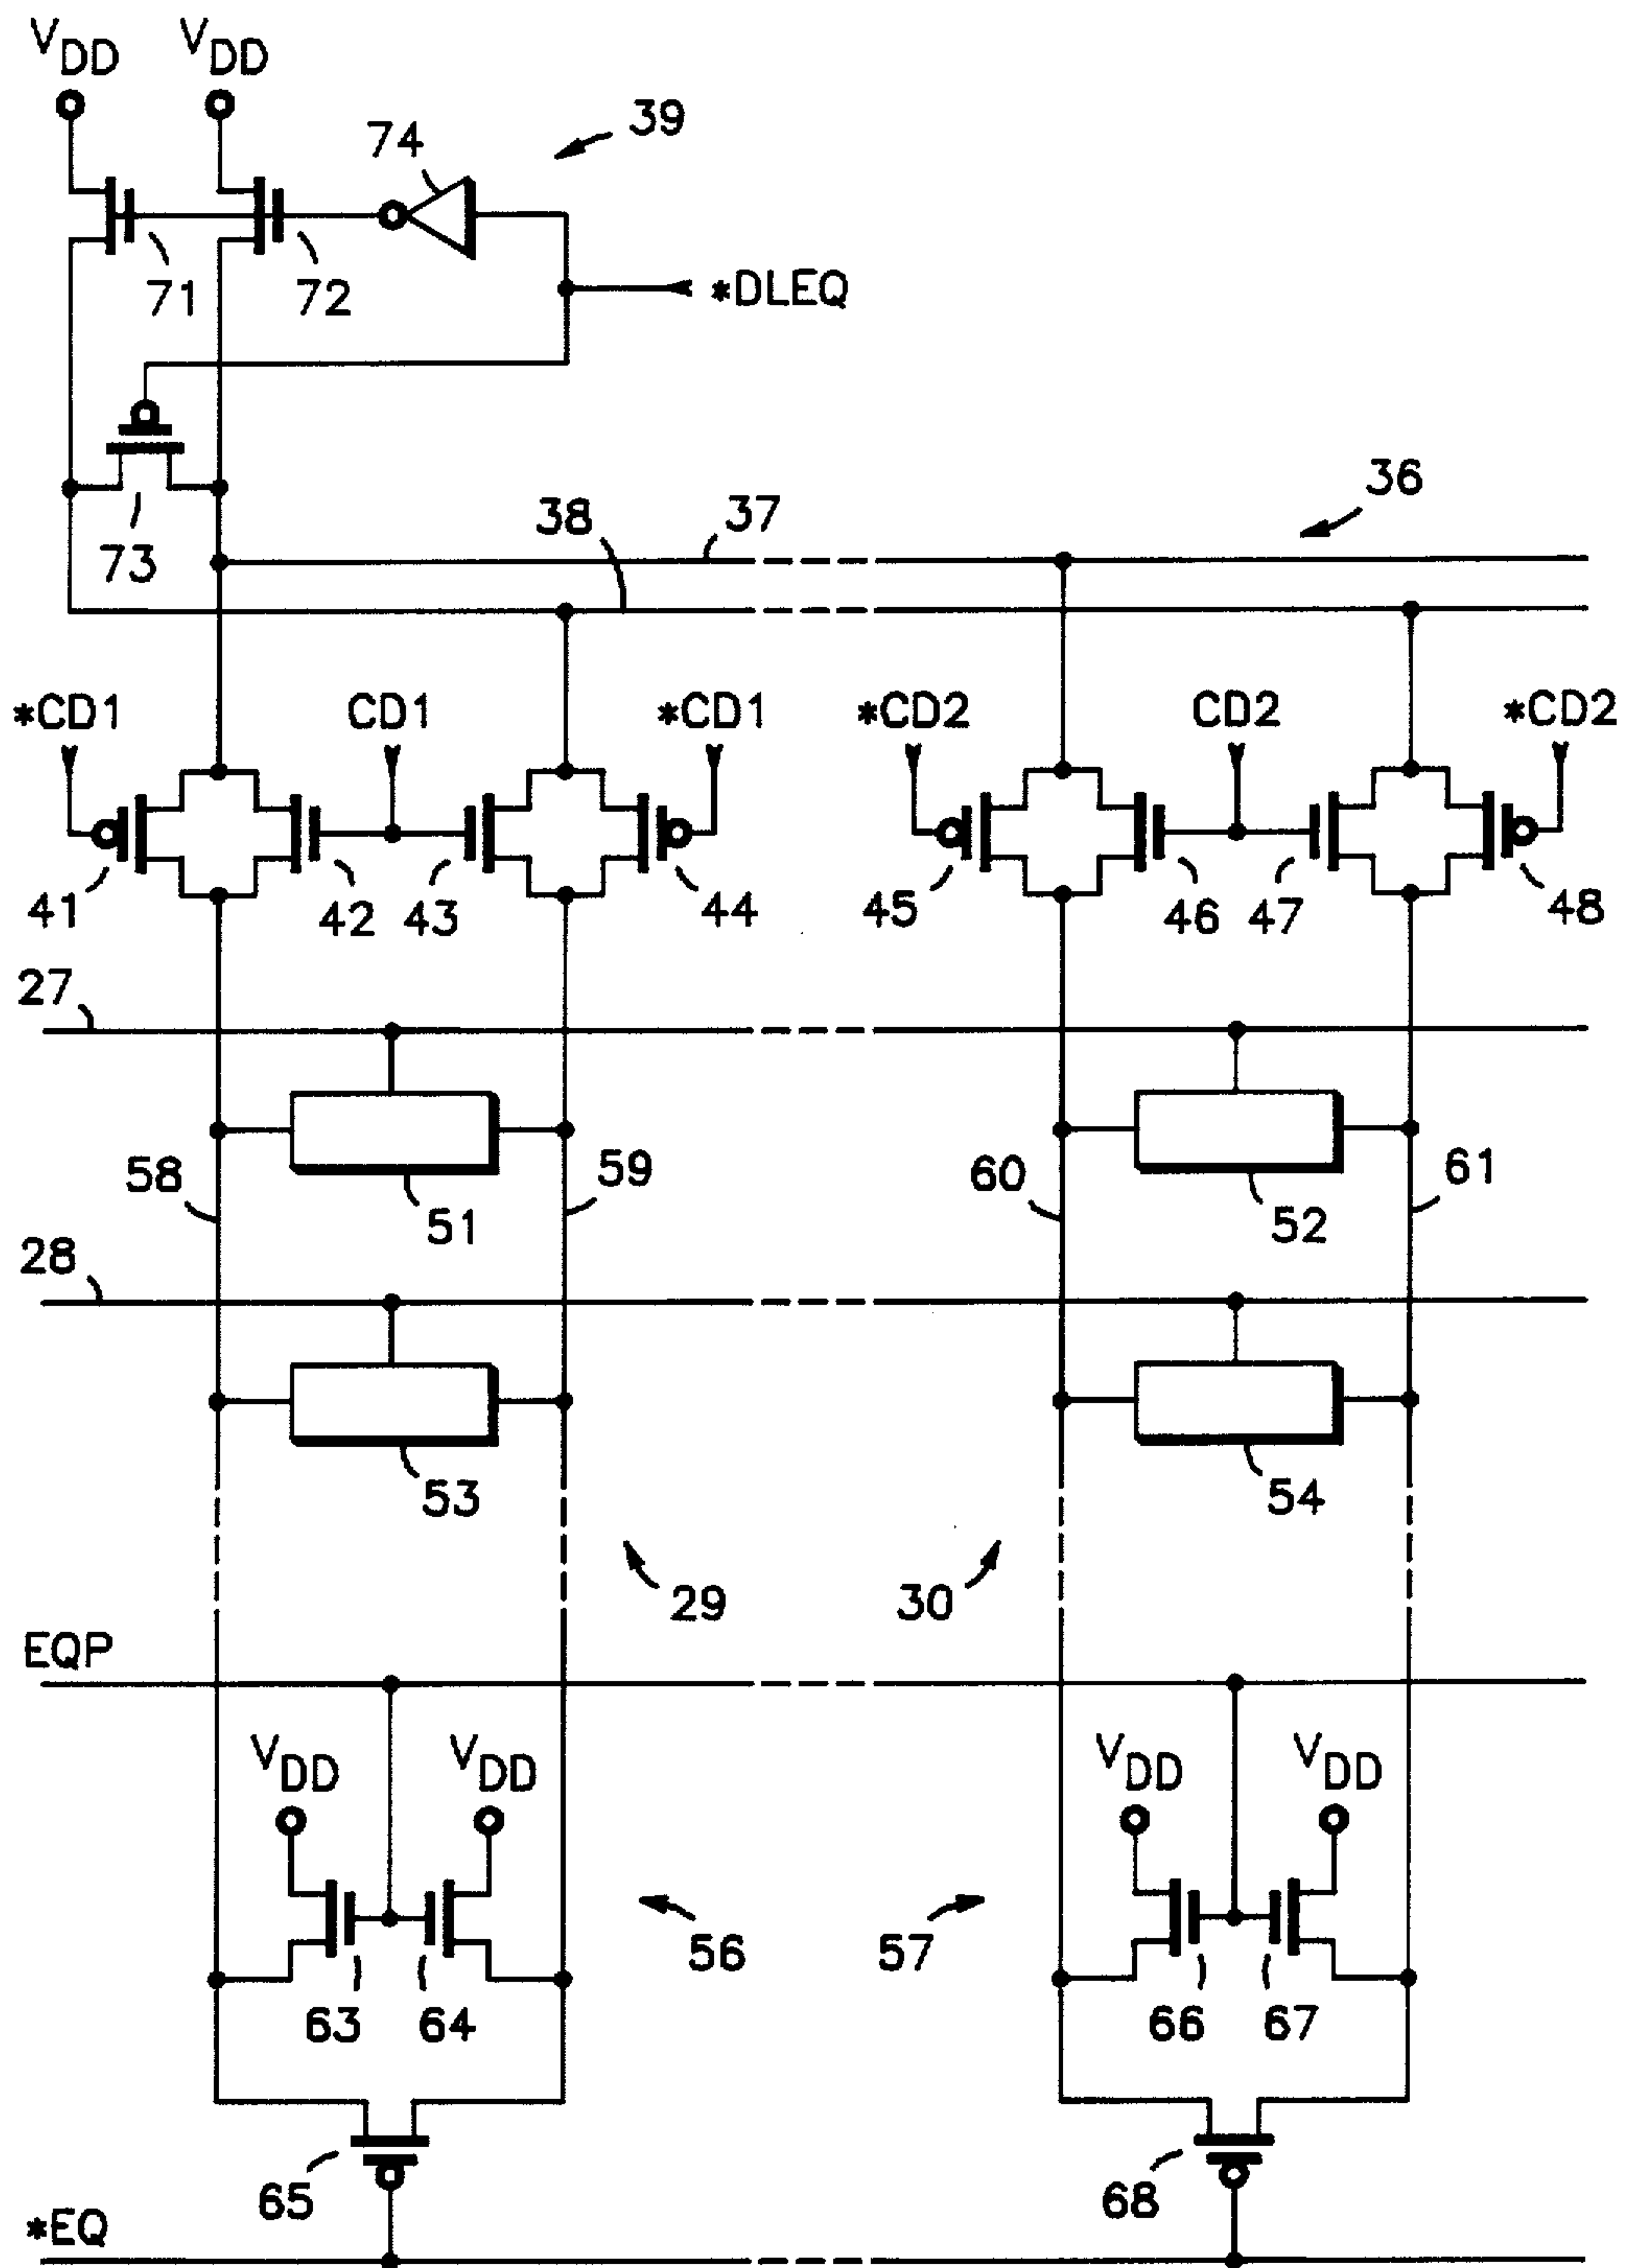 VDD VDD
39
74
71 72
*DLEQ
36
38 37
73
*CD1 CD1 *CD1 *CD2 CD2 *CD2
41 42 43 44 45 46 47 48
27
58 51 59 60 52 61
28
53 54
29 30
EQP
VDD VDD VDD VDD
56 57
63 64 66 67
65 68
*EQ